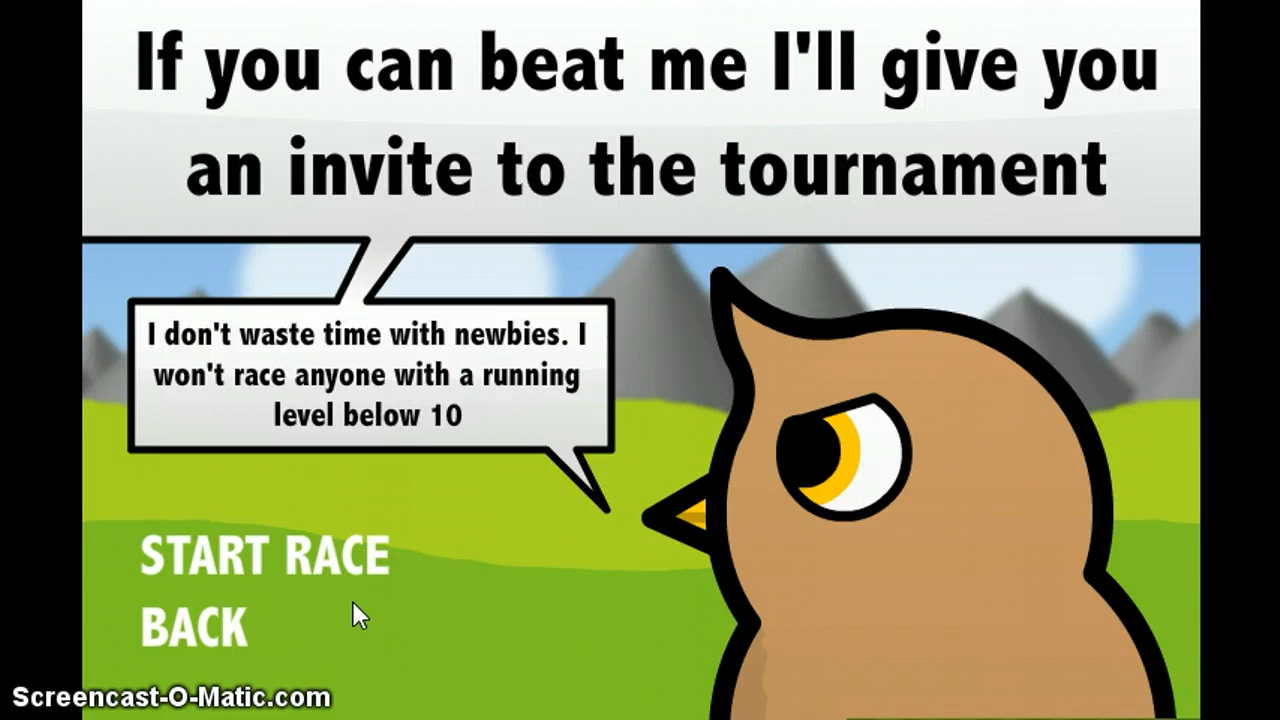 If you can beat me I'll give you
an invite to the tournament
I don't waste time with newbies. I
won't race anyone with a running
level below 10
START RACE
BACK
Screencast-O-Matic.com